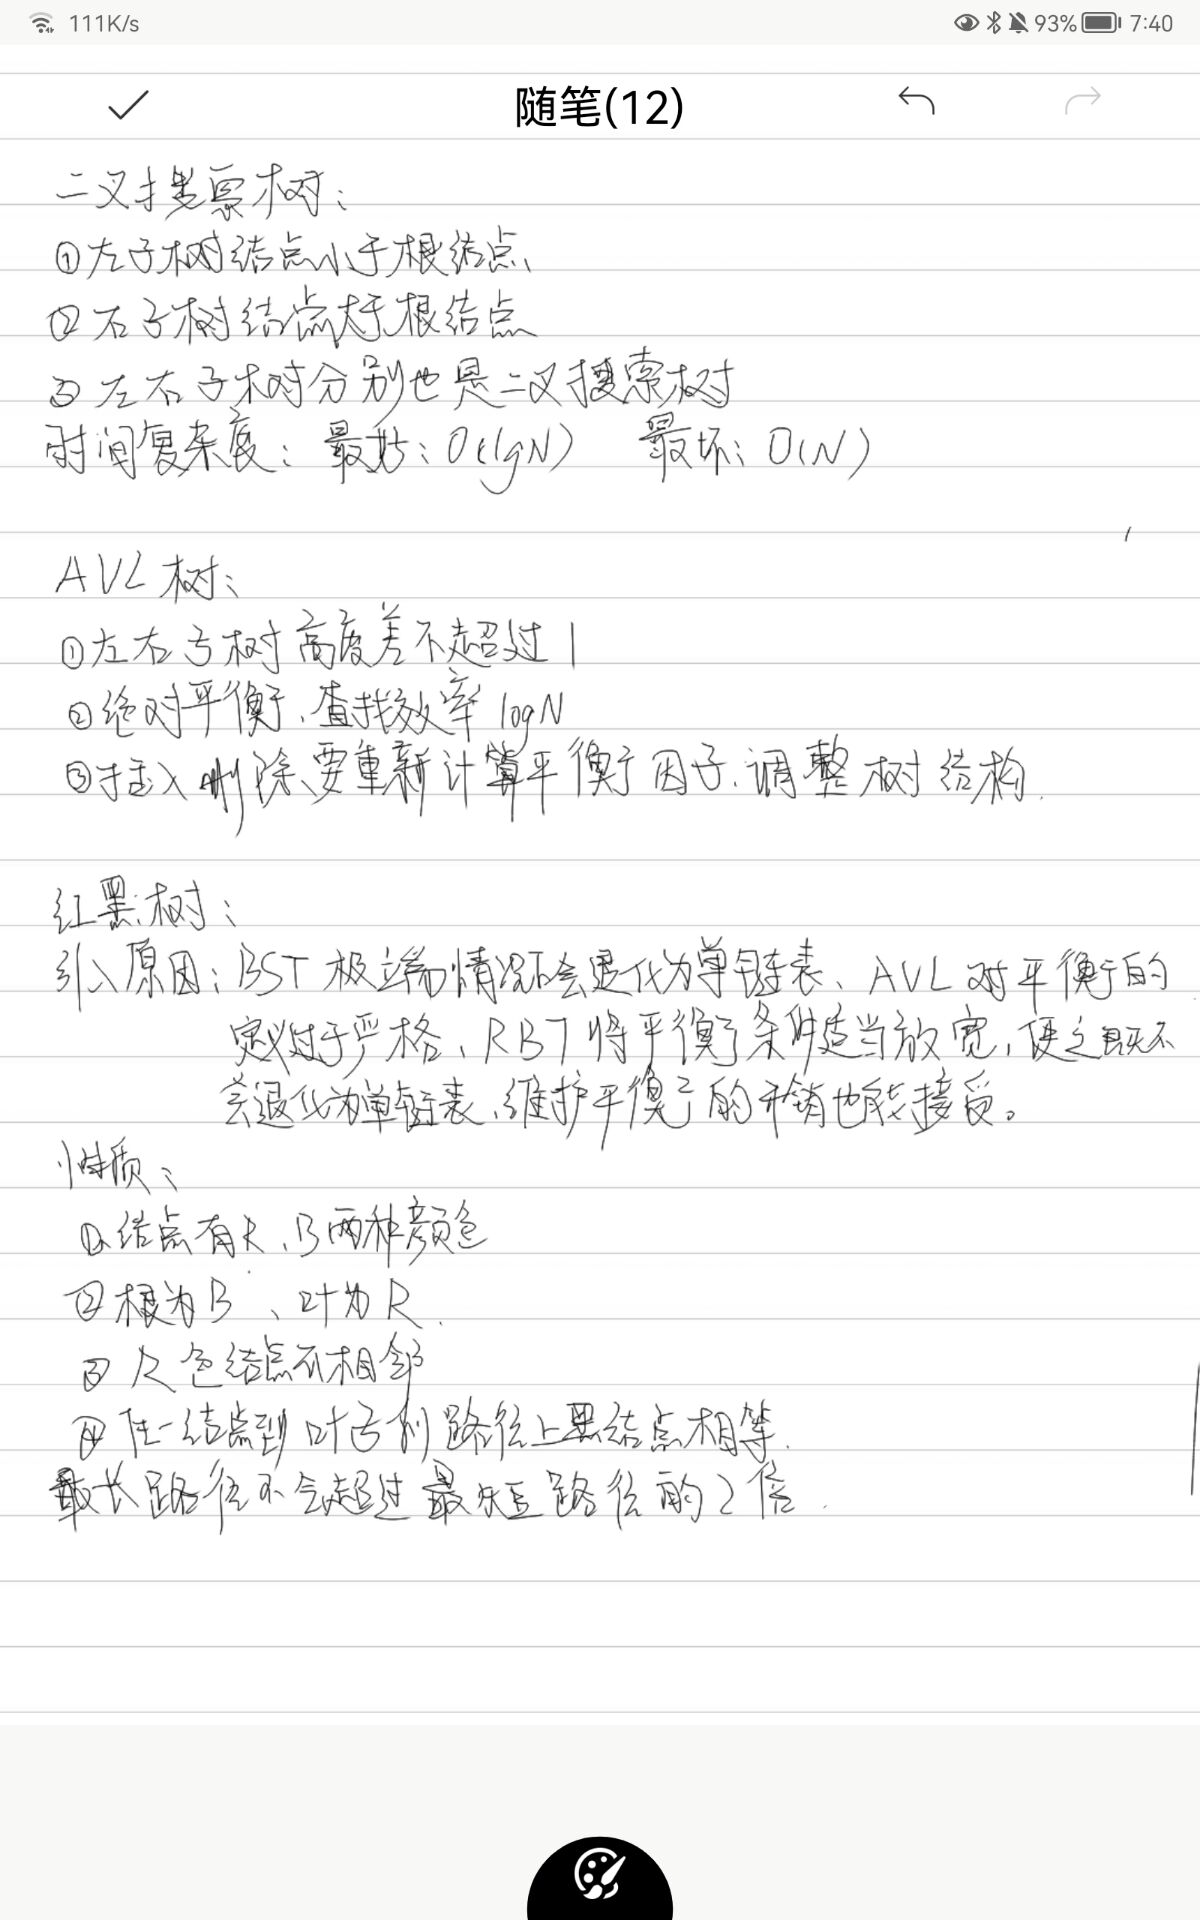 111K/s 93% 7:40
随笔(12)
二叉搜索树：
①左子树结点小于根结点、
②右子树结点大于根结点
③左右子树分别也是二叉搜索树
时间复杂度：最好：O(lgN) 最坏：O(N)
AVL树：
①左右子树高度差不超过1
②绝对平衡、查找效率logN
③插入删除、要重新计算平衡因子、调整树结构.
红黑树：
引入原因：BST极端情况下会退化为单链表、AVL对平衡的
定义过于严格、RBT将平衡条件适当放宽，使之既不
会退化为单链表、维护平衡的开销也能接受。
性质：
①结点有R、B两种颜色
②根为B、叶为R.
③R色结点不相邻
④任一结点到叶子的路径上黑结点相等.
最长路径不会超过最短路径的2倍.